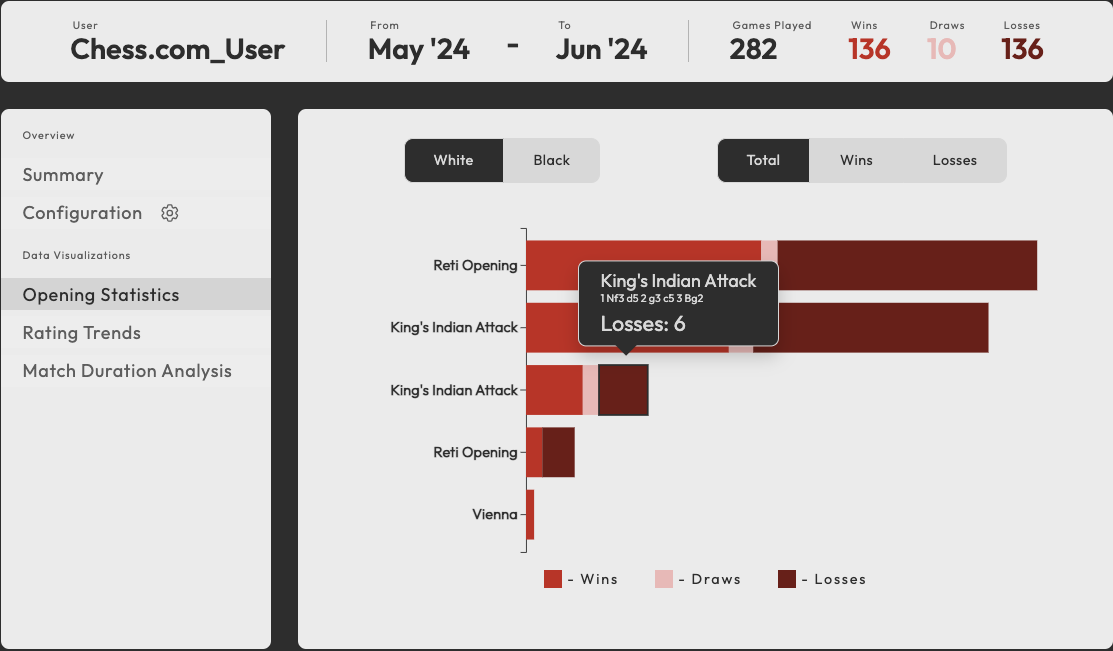 User
Chess.com_User
From
May '24
-
To
Jun '24
Games Played
282
Wins
136
Draws
10
Losses
136
Overview
Summary
Configuration
Data Visualizations
Opening Statistics
Rating Trends
Match Duration Analysis
White Black
Total Wins Losses
Reti Opening
King's Indian Attack
King's Indian Attack
Reti Opening
Vienna
King's Indian Attack
1 Nf3 d5 2 g3 c5 3 Bg2
Losses: 6
- Wins - Draws - Losses